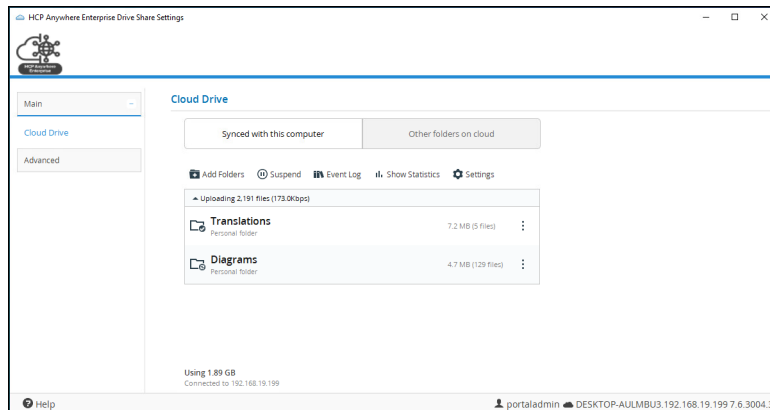 HCP Anywhere Enterprise Drive Share Settings
HCP Anywhere
Enterprise
Main
Cloud Drive
Advanced
Cloud Drive
Synced with this computer
Other folders on cloud
Add Folders Suspend Event Log Show Statistics Settings
Uploading 2,191 files (173.0Kbps)
Translations
Personal folder
7.2 MB (5 files)
Diagrams
Personal folder
4.7 MB (129 files)
Using 1.89 GB
Connected to 192.168.19.199
Help
portaladmin DESKTOP-AULMBU3.192.168.19.199 7.6.3004.